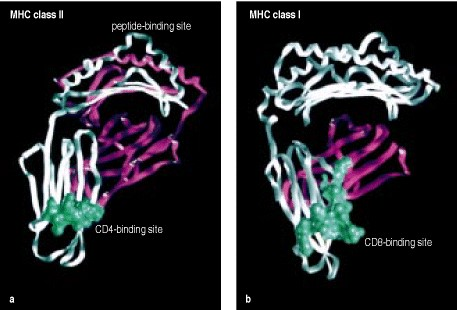 MHC class II
peptide-binding site
CD4-binding site
a
MHC class I
CD8-binding site
b